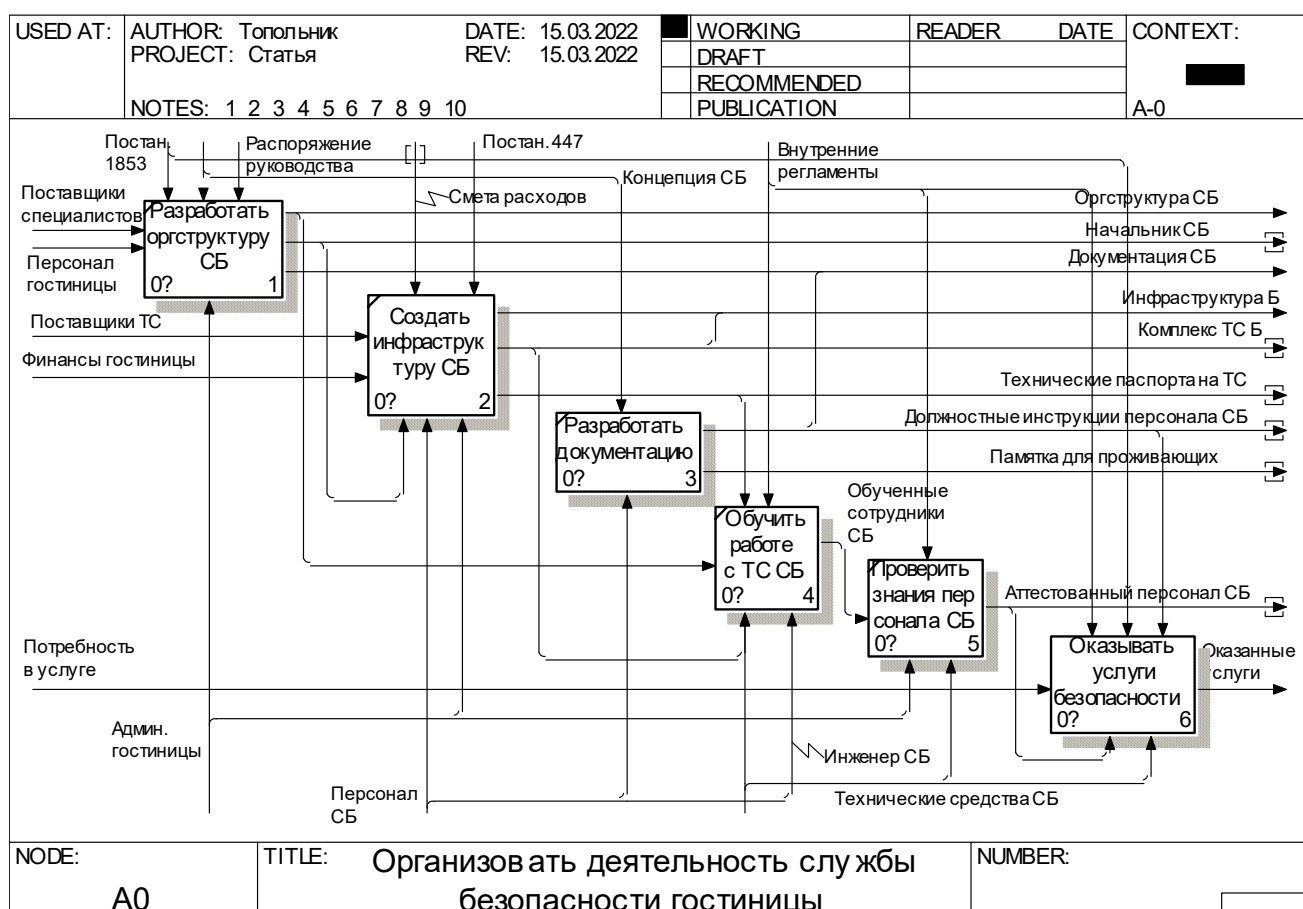 USED AT:
AUTHOR: Топольник
DATE: 15.03.2022
PROJECT: Статья
REV: 15.03.2022
NOTES: 1 2 3 4 5 6 7 8 9 10
WORKING
DRAFT
RECOMMENDED
PUBLICATION
READER
DATE
CONTEXT:
A-0
Постан.
1853
Распоряжение
руководства
Постан. 447
Внутренние
регламенты
Концепция СБ
Смета расходов
Поставщики
специалистов
Персонал
гостиницы
Разработать
оргструктуру
СБ
0? 1
Оргструктура СБ
Начальник СБ
Документация СБ
Инфраструктура Б
Комплекс ТС Б
Технические паспорта на ТС
Должностные инструкции персонала СБ
Памятка для проживающих
Поставщики ТС
Финансы гостиницы
Создать
инфраструк
туру СБ
0? 2
Разработать
документацию
0? 3
Обученные
сотрудники
СБ
Обучить
работе
с ТС СБ
0? 4
Проверить
знания пер
сонала СБ
0? 5
Аттестованный персонал СБ
Потребность
в услуге
Оказывать
услуги
безопасности
0? 6
Оказанные
слуги
Админ.
гостиницы
Инженер СБ
Персонал
СБ
Технические средства СБ
NODE:
A0
TITLE:
Организовать деятельность службы
безопасности гостиницы
NUMBER: